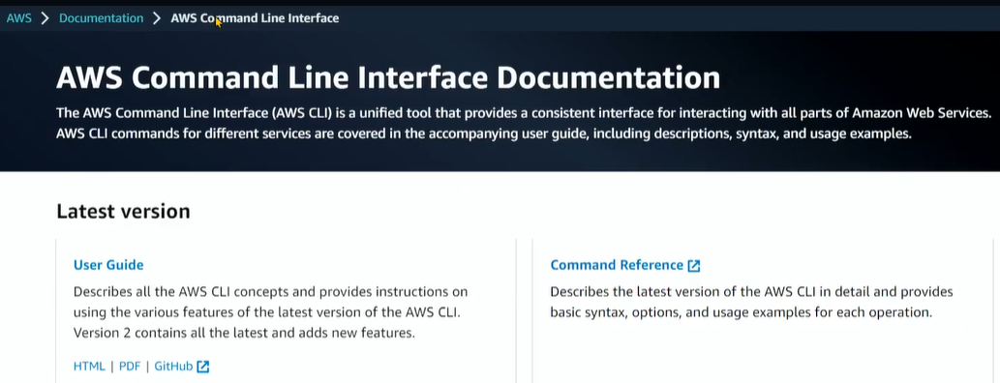 AWS > Documentation > AWS Command Line Interface
AWS Command Line Interface Documentation
The AWS Command Line Interface (AWS CLI) is a unified tool that provides a consistent interface for interacting with all parts of Amazon Web Services.
AWS CLI commands for different services are covered in the accompanying user guide, including descriptions, syntax, and usage examples.
Latest version
User Guide
Describes all the AWS CLI concepts and provides instructions on
using the various features of the latest version of the AWS CLI.
Version 2 contains all the latest and adds new features.
HTML | PDF | GitHub
Command Reference
Describes the latest version of the AWS CLI in detail and provides
basic syntax, options, and usage examples for each operation.